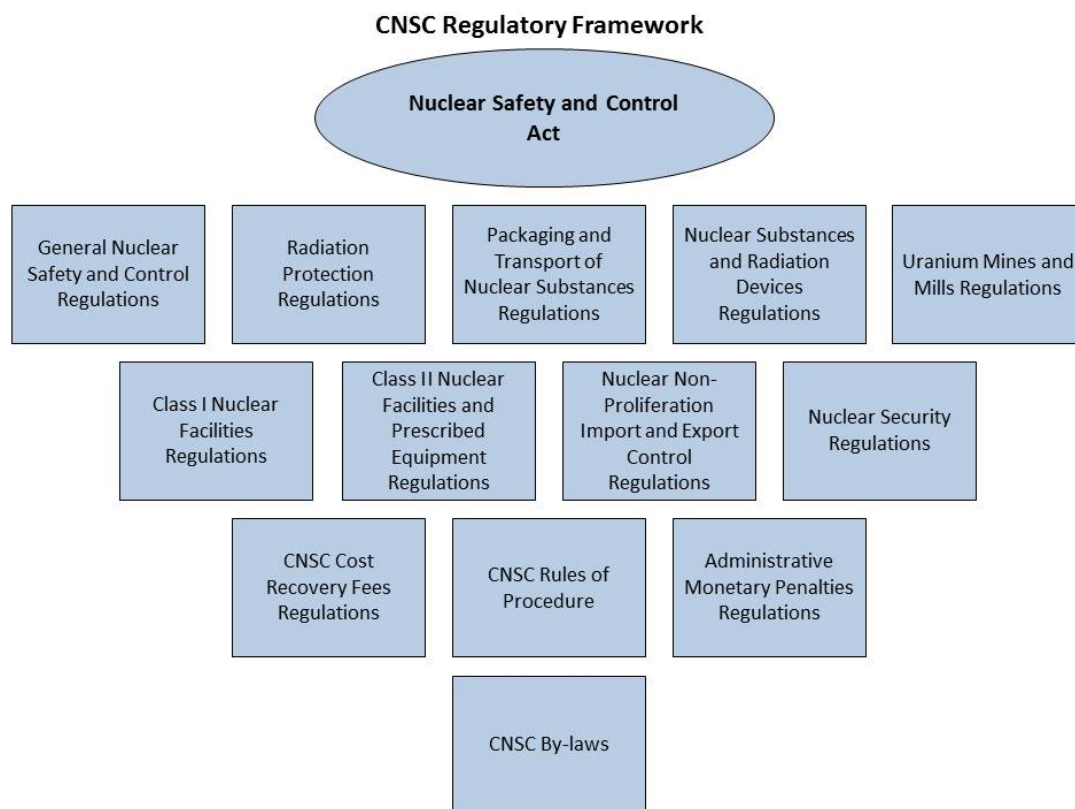 CNSC Regulatory Framework
Nuclear Safety and Control
Act
General Nuclear
Safety and Control
Regulations
Radiation
Protection
Regulations
Packaging and
Transport of
Nuclear Substances
Regulations
Nuclear Substances
and Radiation
Devices
Regulations
Uranium Mines and
Mills Regulations
Class I Nuclear
Facilities
Regulations
Class II Nuclear
Facilities and
Prescribed
Equipment
Regulations
Nuclear Non-
Proliferation
Import and Export
Control
Regulations
Nuclear Security
Regulations
CNSC Cost
Recovery Fees
Regulations
CNSC Rules of
Procedure
Administrative
Monetary Penalties
Regulations
CNSC By-laws